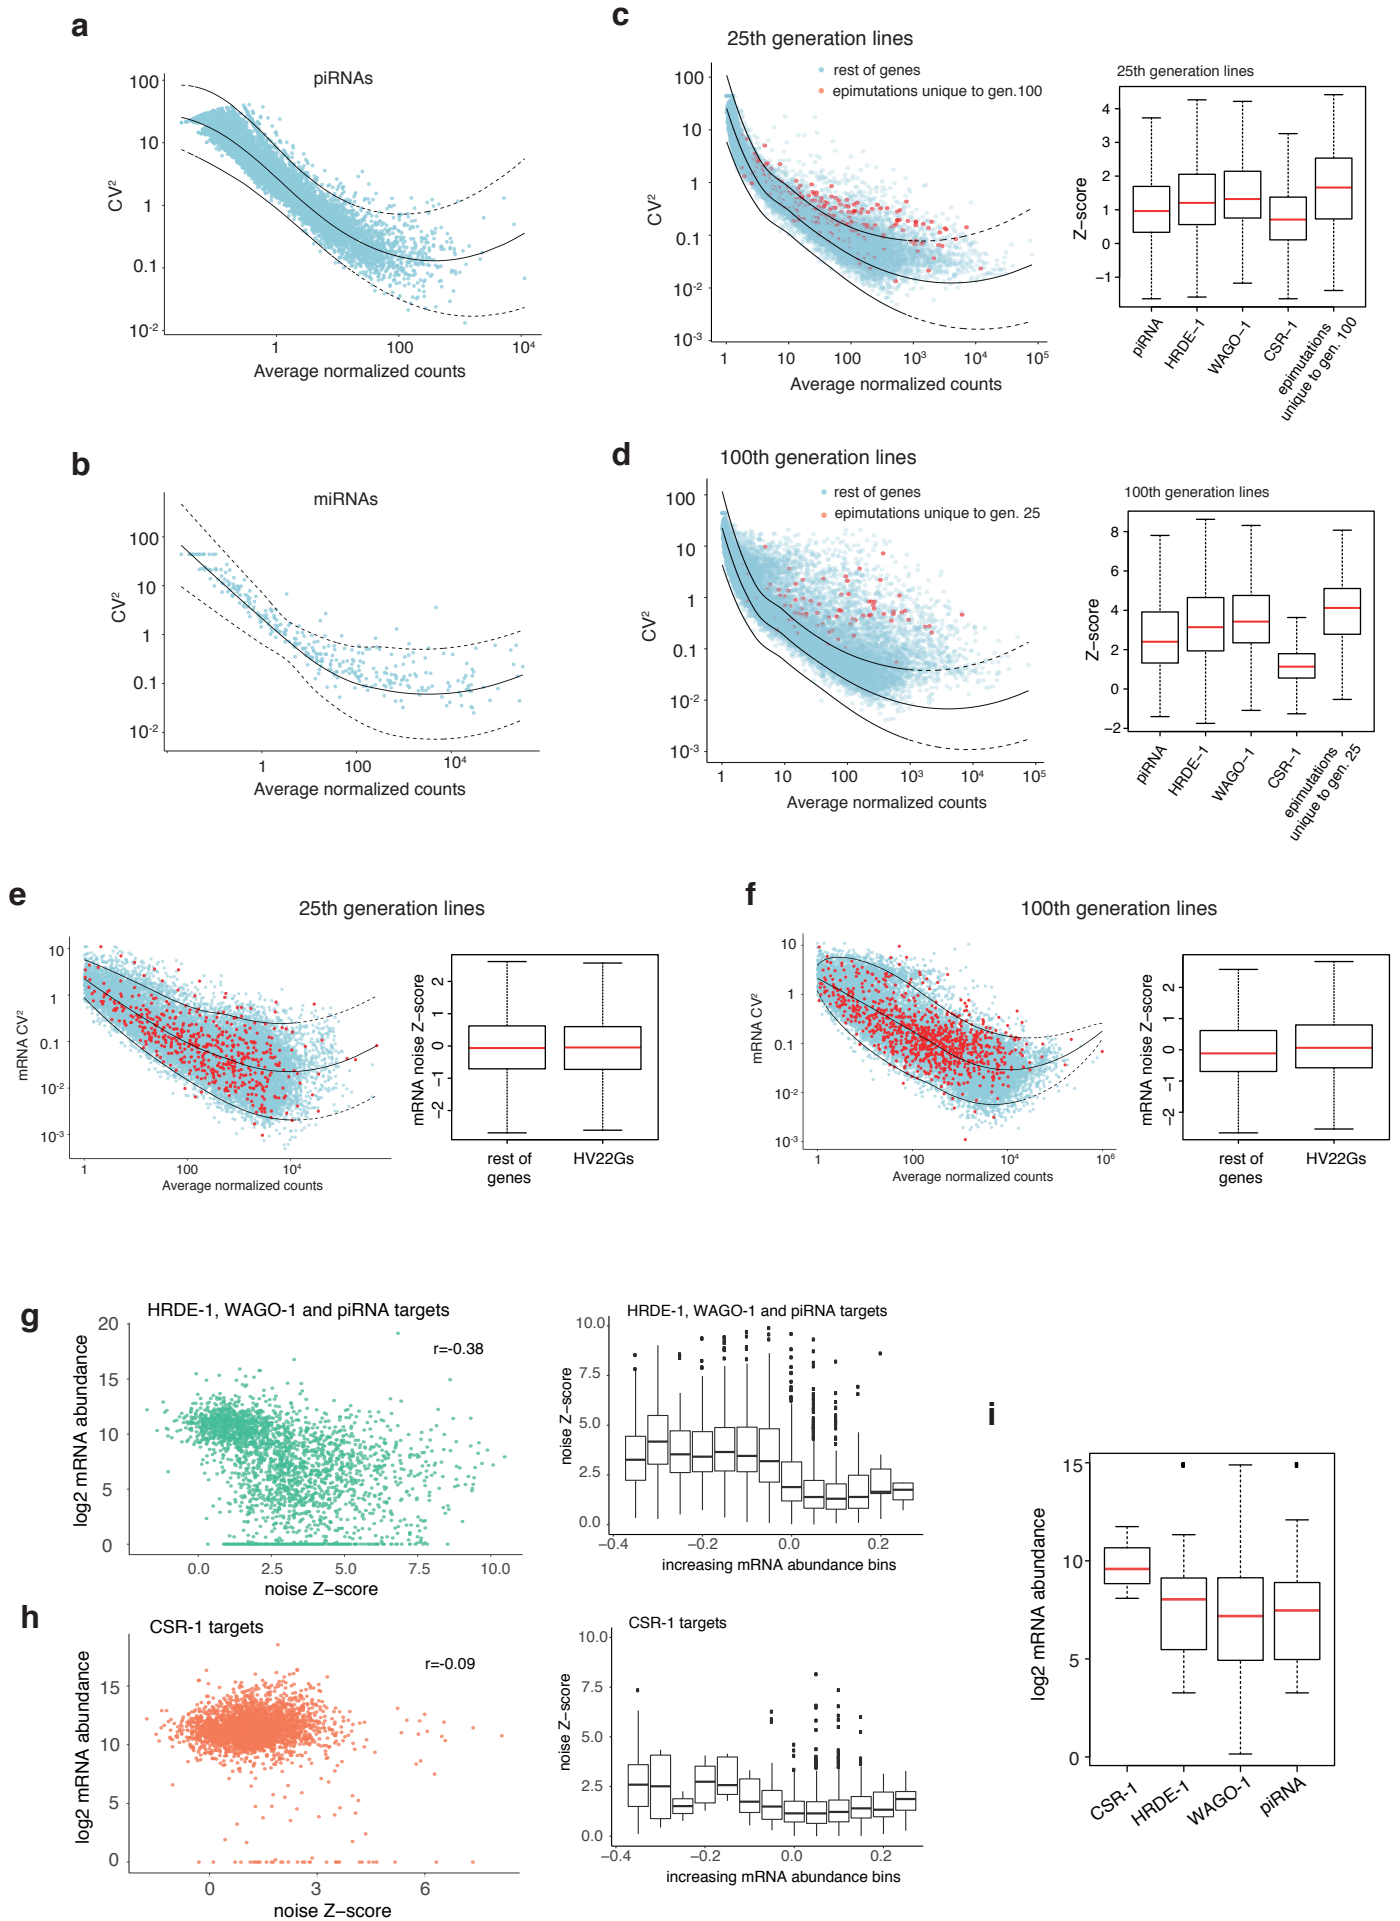 a
piRNAs
100
10
1
0.1
10-2
CV²
1
100
10⁴
Average normalized counts
b
miRNAs
100
10
1
0.1
10-2
CV²
1
100
10⁴
Average normalized counts
c
25th generation lines
rest of genes
epimutations unique to gen.100
100
10
1
0.1
10-2
10-3
CV²
1
10
100
10³
10⁴
10⁵
Average normalized counts
25th generation lines
4
3
2
1
0
−1
Z−score
piRNA
HRDE−1
WAGO−1
CSR−1
epimutations
unique to gen. 100
d
100th generation lines
rest of genes
epimutations unique to gen. 25
100
10
1
0.1
10-2
10-3
CV²
1
10
100
10³
10⁴
10⁵
Average normalized counts
100th generation lines
8
6
4
2
0
−2
Z−score
piRNA
HRDE−1
WAGO−1
CSR−1
epimutations
unique to gen. 25
e
25th generation lines
10
1
0.1
10-2
10-3
mRNA CV²
1
100
10⁴
Average normalized counts
2
1
0
−1
−2
mRNA noise Z−score
rest of
genes
HV22Gs
f
100th generation lines
10
1
0.1
10-2
10-3
mRNA CV²
1
100
10⁴
10⁶
Average normalized counts
2
1
0
−1
−2
mRNA noise Z−score
rest of
genes
HV22Gs
g
HRDE-1, WAGO-1 and piRNA targets
r=-0.38
20
15
10
5
0
log2 mRNA abundance
0.0
2.5
5.0
7.5
10.0
noise Z−score
HRDE-1, WAGO-1 and piRNA targets
10.0
7.5
5.0
2.5
0.0
noise Z−score
−0.4
−0.2
0.0
0.2
increasing mRNA abundance bins
h
CSR-1 targets
r=-0.09
15
10
5
0
log2 mRNA abundance
0
3
6
noise Z−score
CSR-1 targets
10.0
7.5
5.0
2.5
0.0
noise Z−score
−0.4
−0.2
0.0
0.2
increasing mRNA abundance bins
i
15
10
5
0
log2 mRNA abundance
CSR−1
HRDE−1
WAGO−1
piRNA